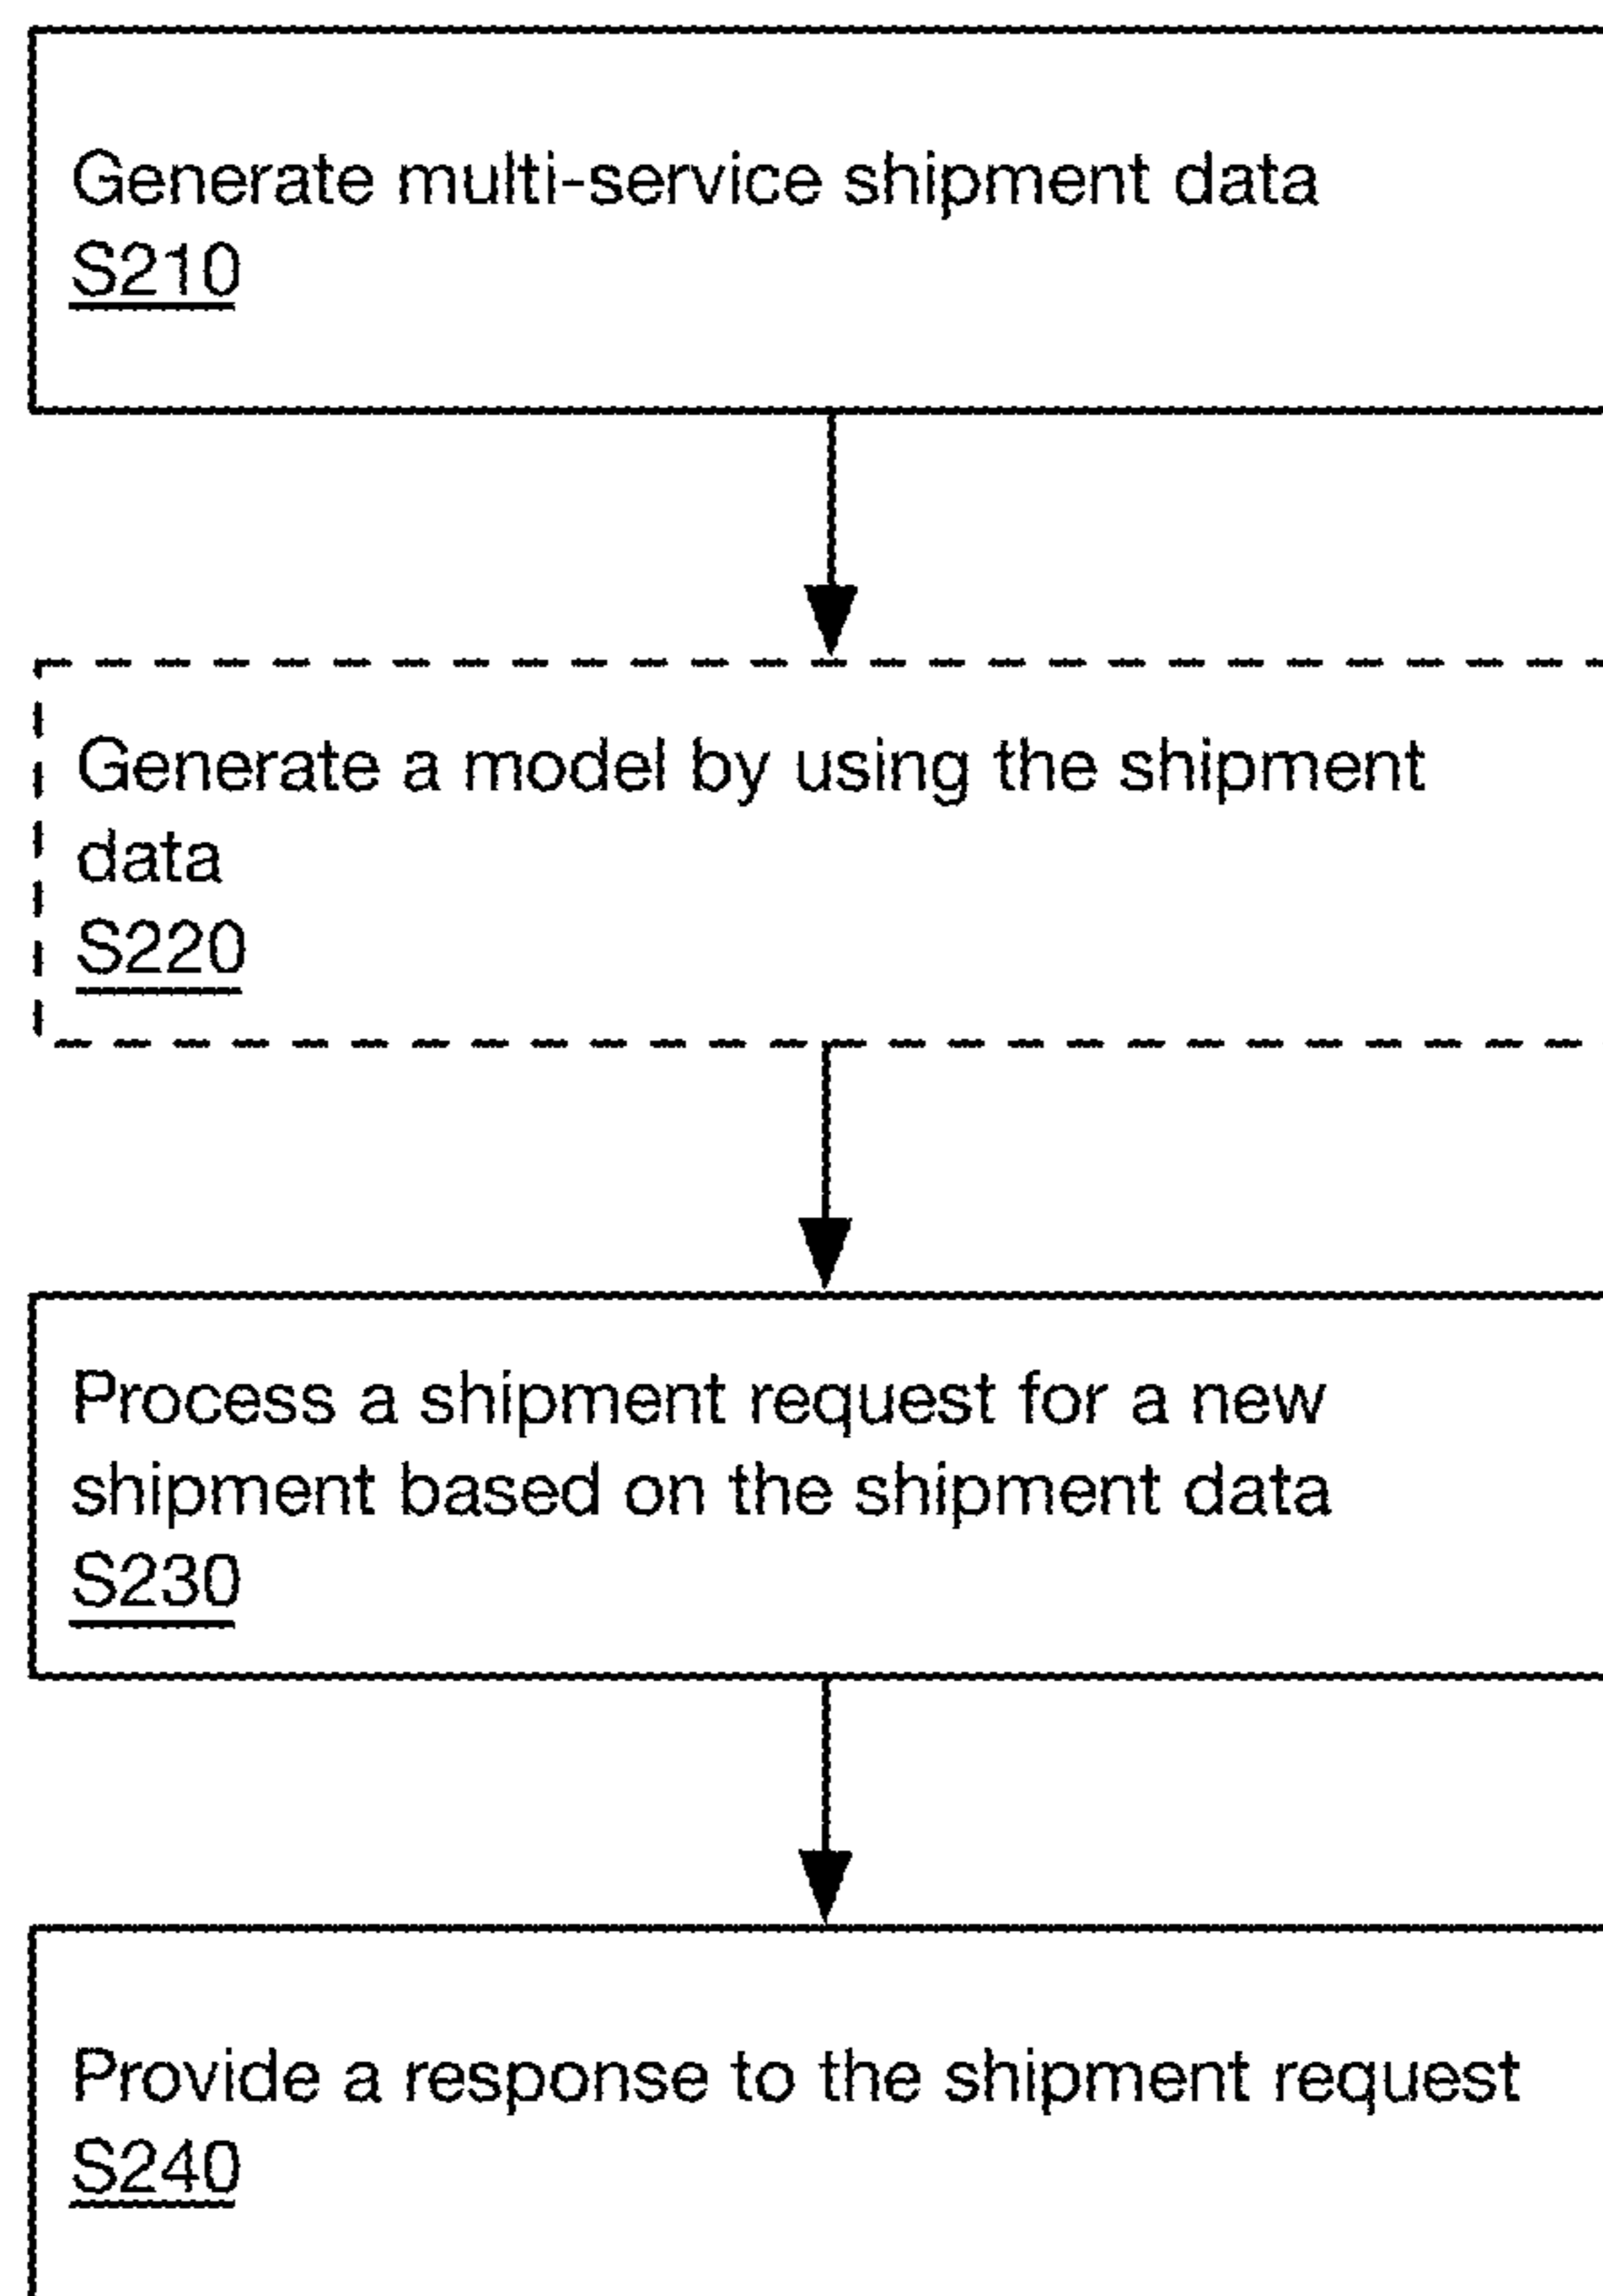 Generate multi-service shipment data
S210
Generate a model by using the shipment
data
S220
Process a shipment request for a new
shipment based on the shipment data
S230
Provide a response to the shipment request
S240